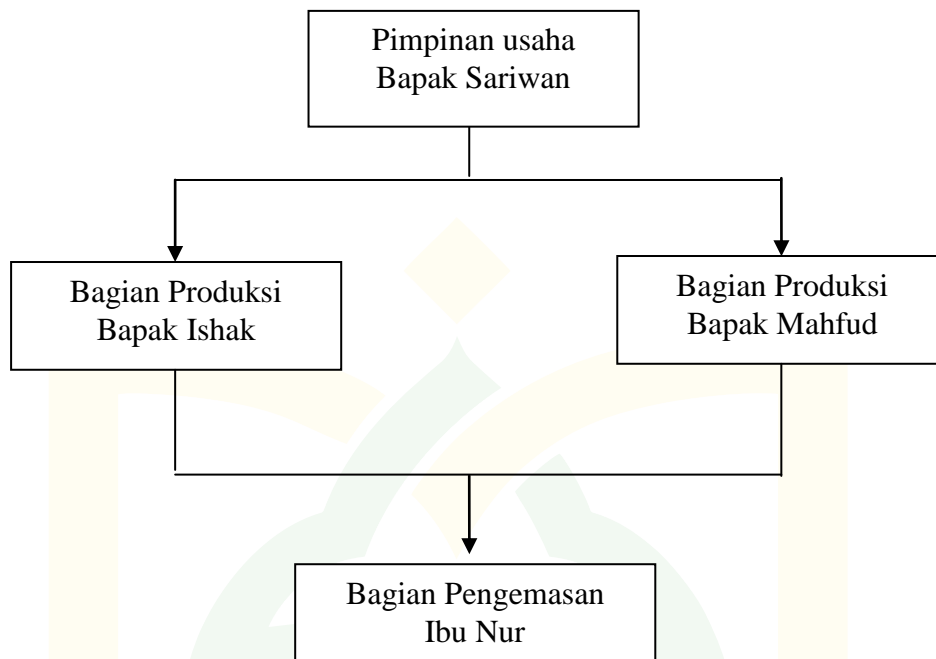 Pimpinan usaha
Bapak Sariwan
Bagian Produksi
Bapak Ishak
Bagian Produksi
Bapak Mahfud
Bagian Pengemasan
Ibu Nur